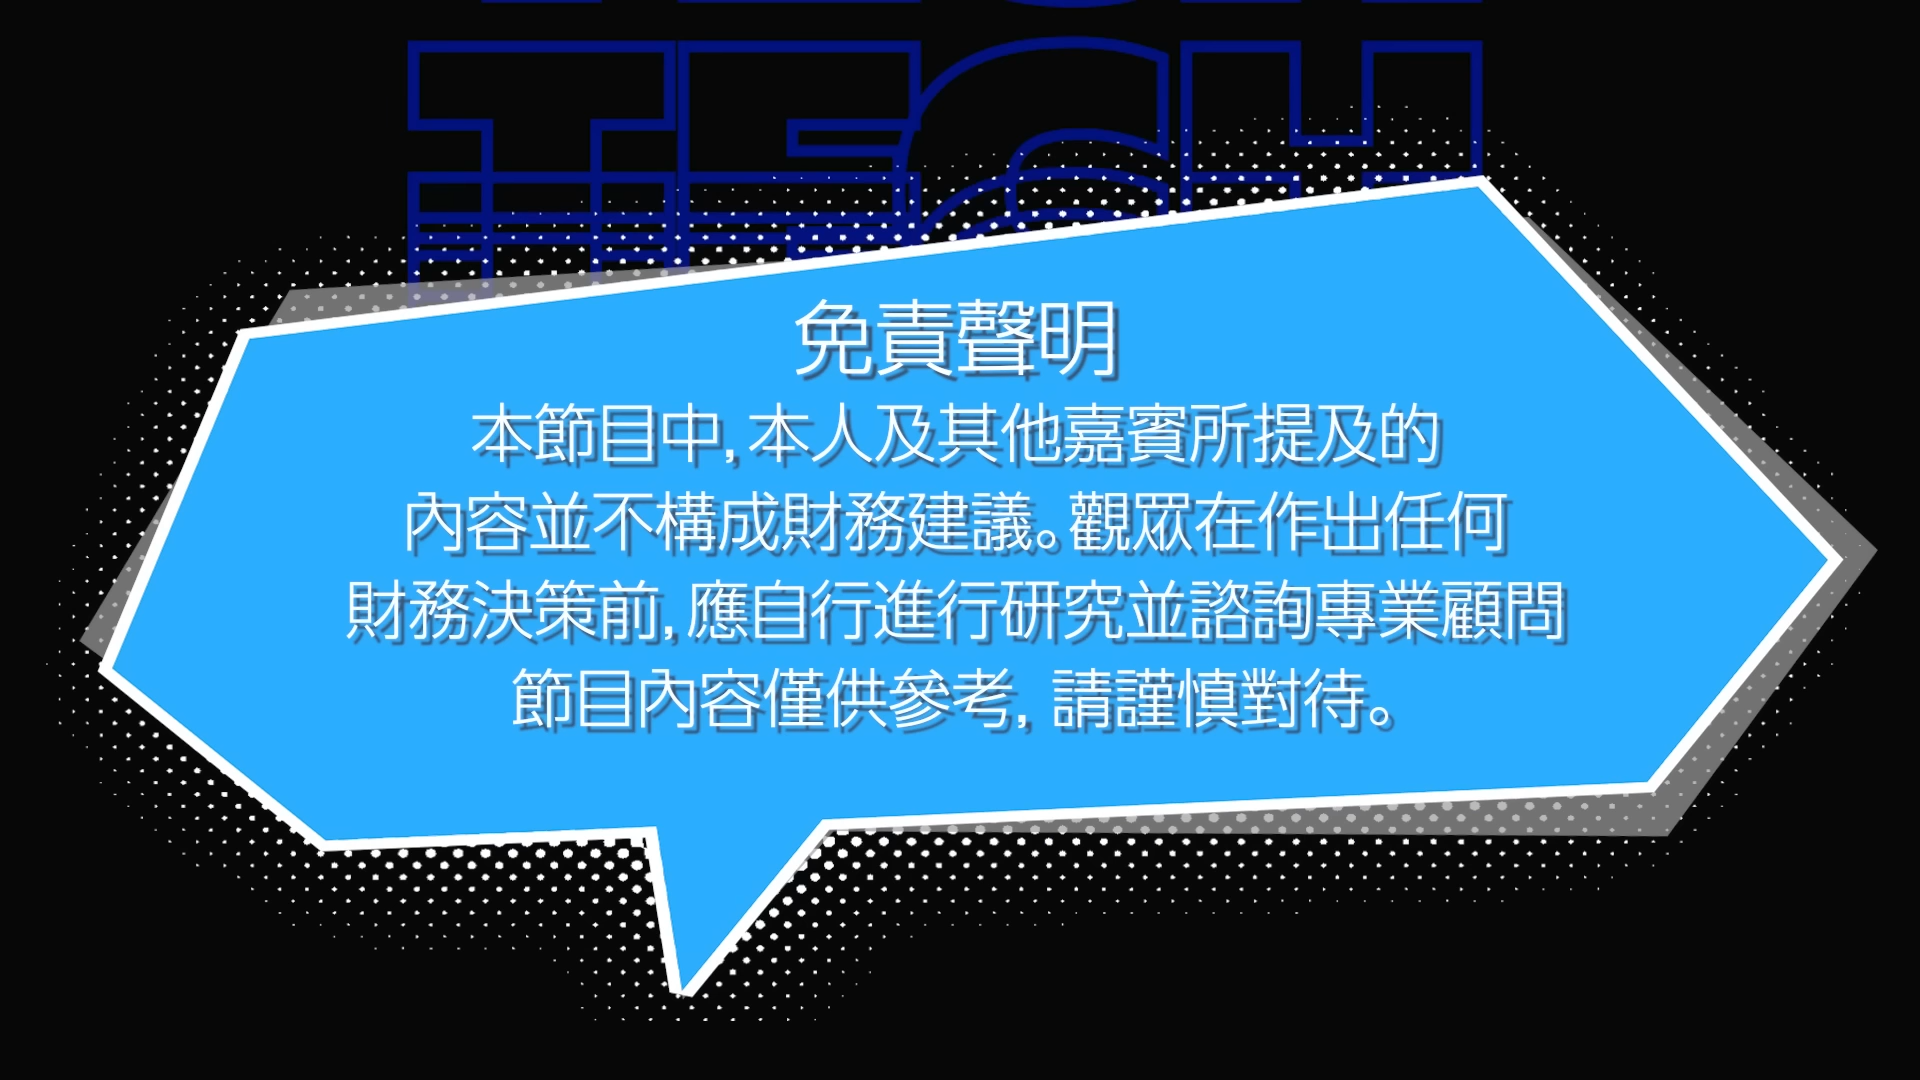 TECH
免責聲明
本節目中,本人及其他嘉賓所提及的
內容並不構成財務建議。觀眾在作出任何
財務決策前,應自行進行研究並諮詢專業顧問
節目內容僅供參考, 請謹慎對待。